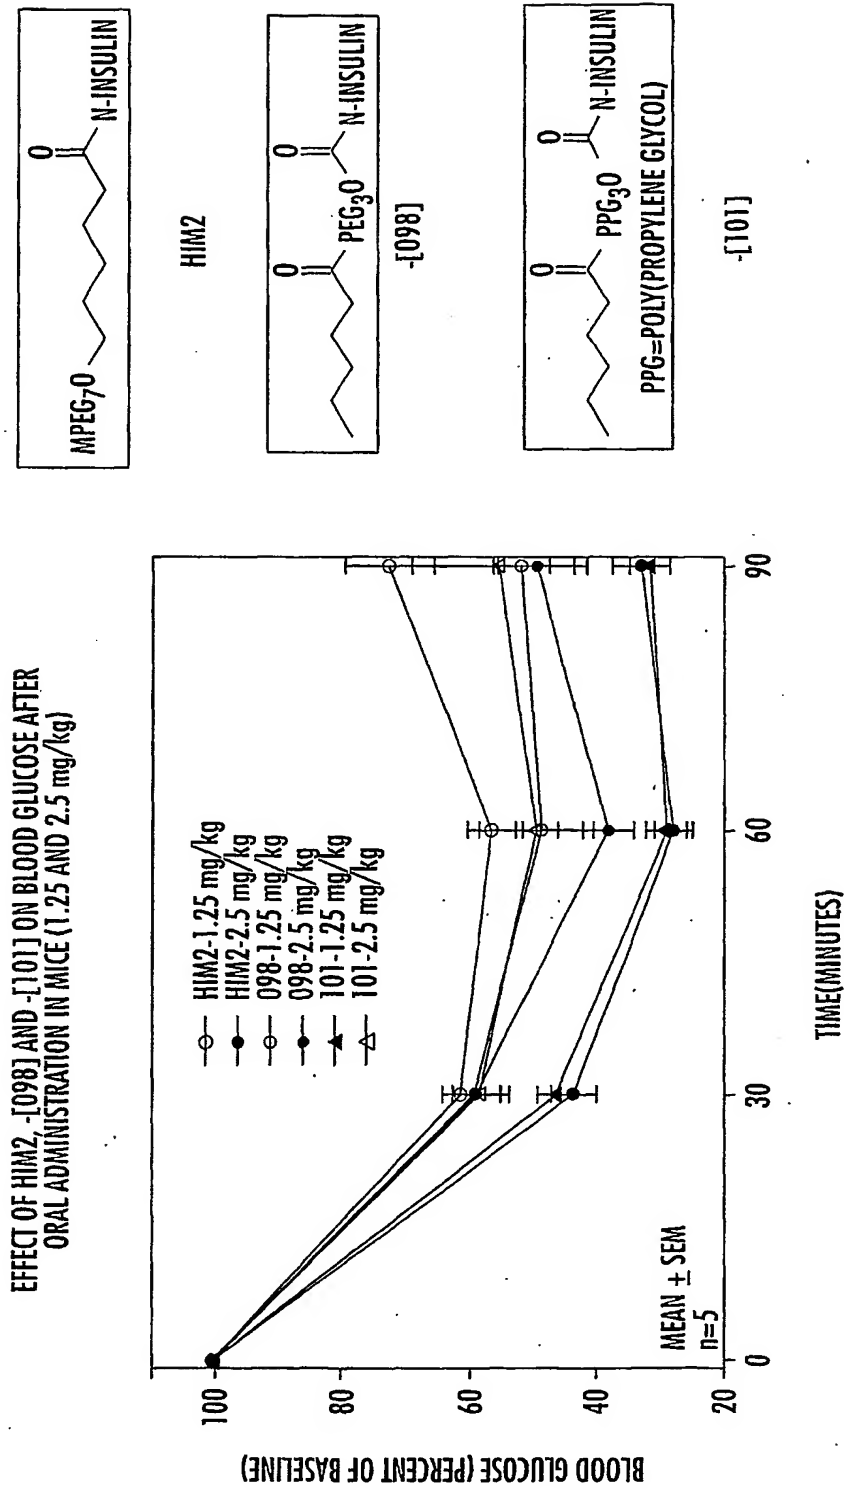 EFFECT OF HIM2, -[098] AND -[101] ON BLOOD GLUCOSE AFTER
ORAL ADMINISTRATION IN MICE (1.25 AND 2.5 mg/kg)
BLOOD GLUCOSE (PERCENT OF BASELINE)
100
80
60
40
20
HIM2-1.25 mg/kg
HIM2-2.5 mg/kg
098-1.25 mg/kg
098-2.5 mg/kg
101-1.25 mg/kg
101-2.5 mg/kg
MEAN ± SEM
n=5
0
30
60
90
TIME(MINUTES)
O
MPEG7O
N-INSULIN
HIM2
O
O
PEG3O
N-INSULIN
-[098]
O
O
PPG3O
N-INSULIN
PPG=POLY(PROPYLENE GLYCOL)
-[101]